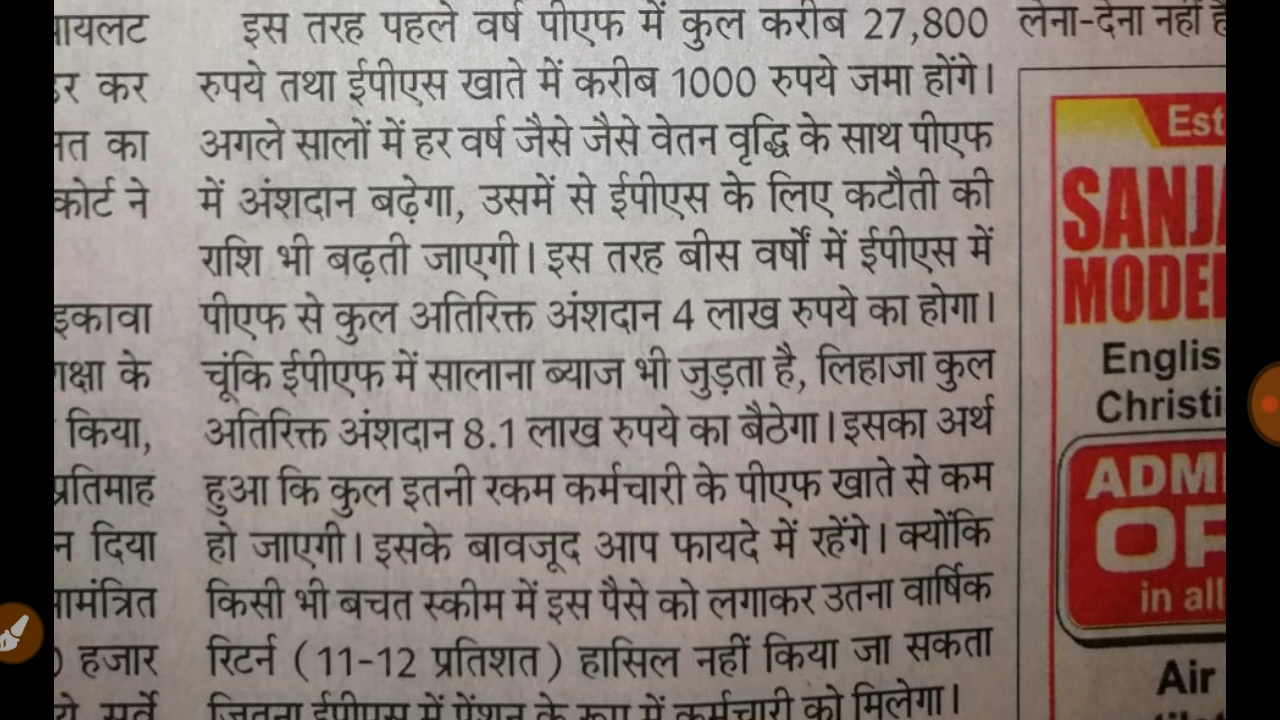 इस तरह पहले वर्ष पीएफ में कुल करीब 27,800
रुपये तथा ईपीएस खाते में करीब 1000 रुपये जमा होंगे।
अगले सालों में हर वर्ष जैसे जैसे वेतन वृद्धि के साथ पीएफ
में अंशदान बढ़ेगा, उसमें से ईपीएस के लिए कटौती की
राशि भी बढ़ती जाएगी। इस तरह बीस वर्षों में ईपीएस में
पीएफ से कुल अतिरिक्त अंशदान 4 लाख रुपये का होगा।
चूंकि ईपीएफ में सालाना ब्याज भी जुड़ता है, लिहाजा कुल
अतिरिक्त अंशदान 8.1 लाख रुपये का बैठेगा। इसका अर्थ
हुआ कि कुल इतनी रकम कर्मचारी के पीएफ खाते से कम
हो जाएगी। इसके बावजूद आप फायदे में रहेंगे। क्योंकि
किसी भी बचत स्कीम में इस पैसे को लगाकर उतना वार्षिक
रिटर्न (11-12 प्रतिशत) हासिल नहीं किया जा सकता
जितना ईपीएस में पेंशन के रूप में कर्मचारी को मिलेगा।
कर
का
कोर्ट ने
के
किया,
प्रतिमाह
दिया
हजार
लेना-देना नहीं
Est
SANJ
MODE
Englis
Christi
ADM
OP
in all
Air